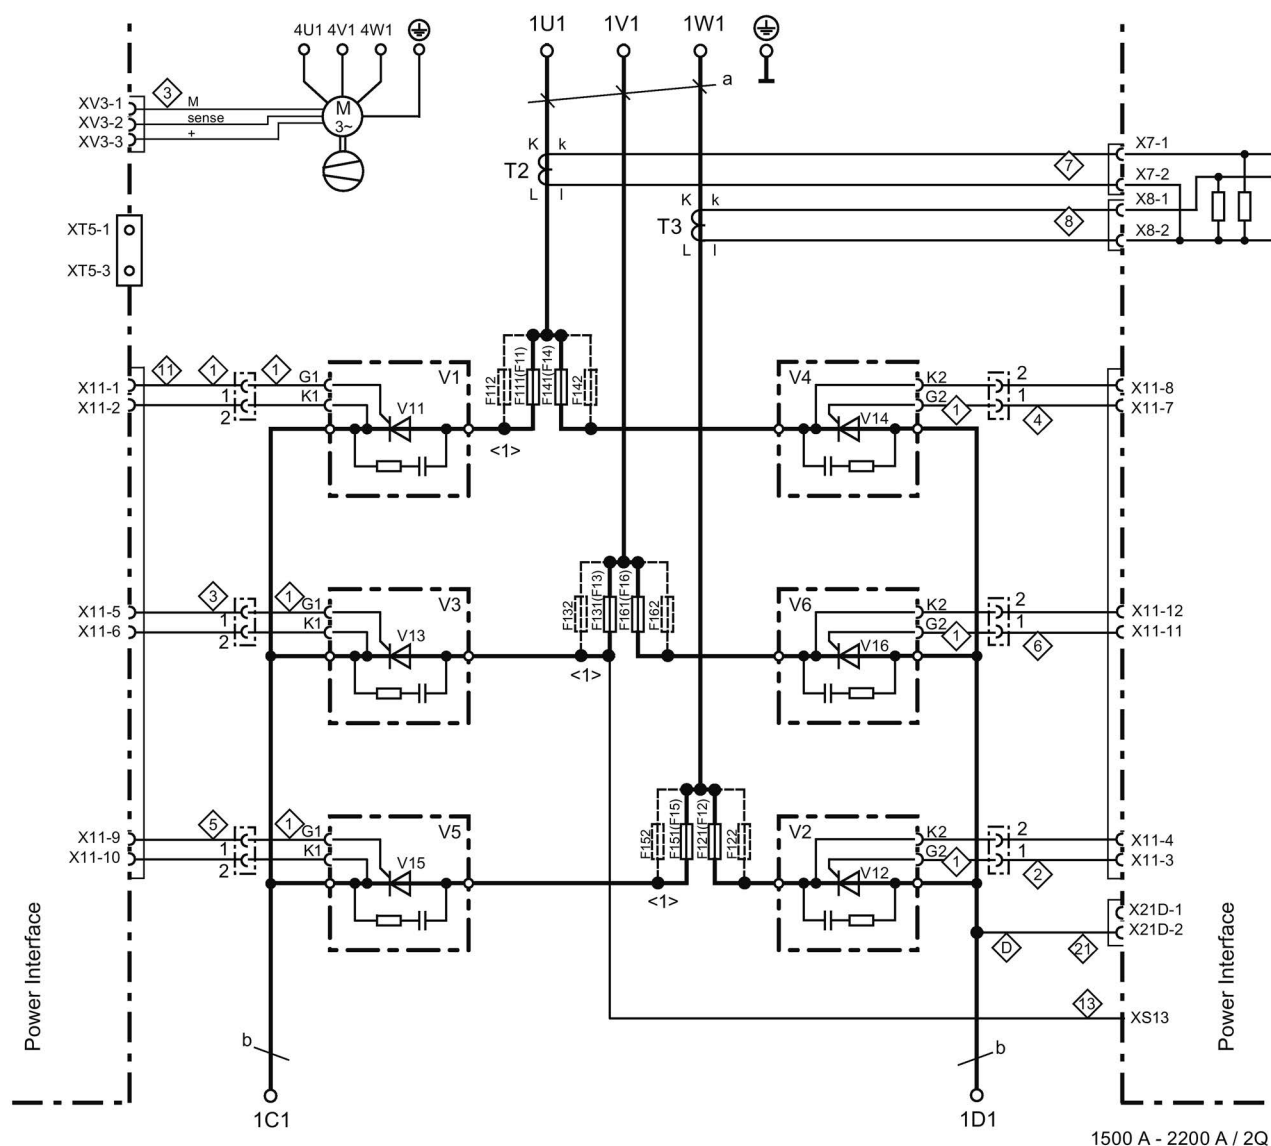 4U1 4V1 4W1
1U1 1V1 1W1
a
XV3-1
XV3-2
XV3-3
3
M
sense
+
M
3~
K k
T2
L l
K k
T3
L l
7
8
X7-1
X7-2
X8-1
X8-2
XT5-1
XT5-3
X11-1
X11-2
11
1
1
1
2
G1
K1
V1
V11
F112
F111(F11)
F141(F14)
F142
<1>
V4
V14
K2
G2
1
2
1
4
X11-8
X11-7
X11-5
X11-6
3
1
1
2
G1
K1
V3
V13
F132
F131(F13)
F161(F16)
F162
<1>
V6
V16
K2
G2
1
2
1
6
X11-12
X11-11
X11-9
X11-10
5
1
1
2
G1
K1
V5
V15
F152
F151(F15)
F121(F12)
F122
<1>
V2
V12
K2
G2
1
2
1
2
X11-4
X11-3
X21D-1
X21D-2
D
21
13
XS13
Power Interface
Power Interface
b
b
1C1
1D1
1500 A - 2200 A / 2Q